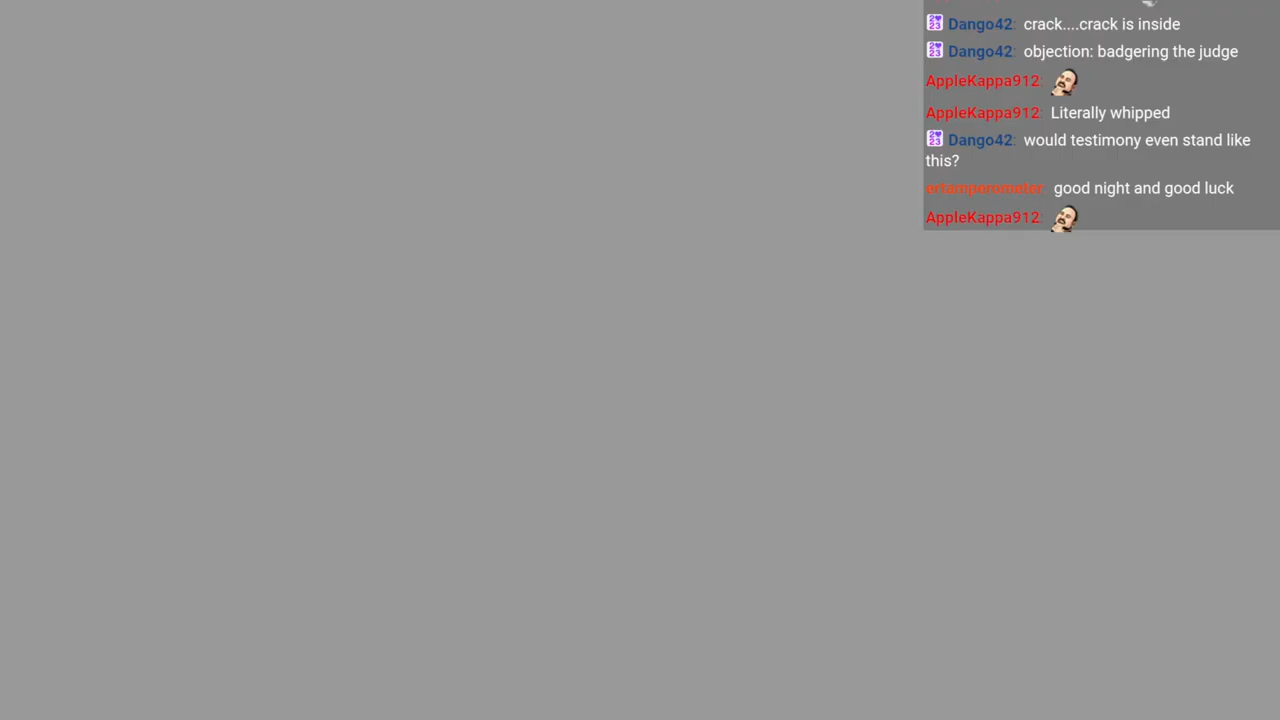 Dango42: crack....crack is inside
Dango42: objection: badgering the judge
AppleKappa912:
AppleKappa912: Literally whipped
Dango42: would testimony even stand like
this?
good night and good luck
AppleKappa912: